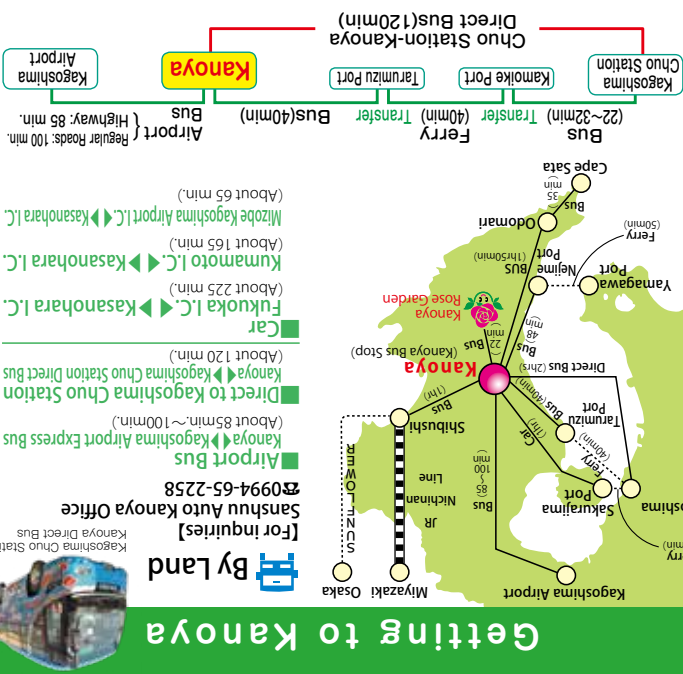 Getting to Kanoya
By Land
Kagoshima Chuo Stati
Kanoya Direct Bus
【For inquiries】
Sanshuu Auto Kanoya Office
☎0994-65-2258
■Airport Bus
Kanoya◀▶Kagoshima Airport Express Bus
(About 85min.~100min.)
■Direct to Kagoshima Chuo Station
Kanoya◀▶Kagoshima Chuo Station Direct Bus
(About 120 min.)
■Car
Fukuoka I.C.◀▶Kasanohara I.C.
(About 225 min.)
Kumamoto I.C.◀▶Kasanohara I.C.
(About 165 min.)
Mizobe Kagoshima Airport I.C.◀▶Kasanohara I.C.
(About 65 min.)
Kagoshima Airport
Miyazaki
Osaka
rry
min)
oshima
Sakurajima
Port
Ferry
(40min)
Tarumizu
Port
Car
(1hr)
Bus
(85~
100
min)
JR
Nichinan
Line
SUNFLOWER
Shibushi
Bus
(1hr)
Bus(40min)
Direct Bus (2hrs)
Kanoya
(Kanoya Bus Stop)
Bus
(22
min)
Bus
(48
min)
Kanoya
Rose Garden
Yamagawa
Port
Nejime
Port
Ferry
(50min)
BUS
(1hr50min)
Odomari
Bus
(35
min)
Cape Sata
Bus
(22~32min)
Transfer
Ferry
(40min)
Transfer
Bus(40min)
Airport
Bus
{
Regular Roads: 100 min.
Highway: 85 min.
Kagoshima
Chuo Station
Kamoike Port
Tarumizu Port
Kanoya
Kagoshima
Airport
Chuo Station-Kanoya
Direct Bus(120min)